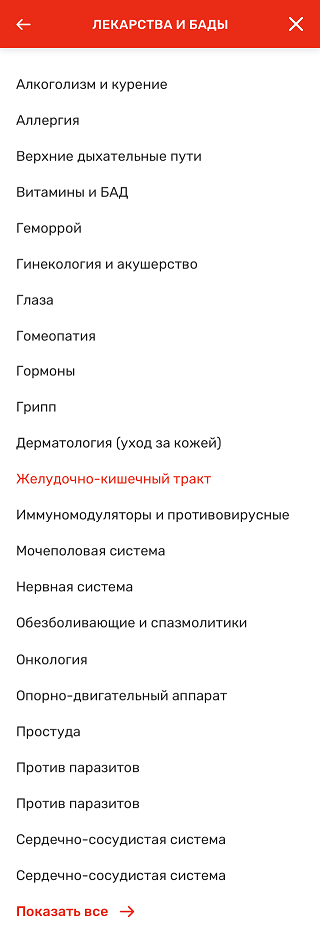 ЛЕКАРСТВА И БАДЫ
Алкоголизм и курение
Аллергия
Верхние дыхательные пути
Витамины и БАД
Геморрой
Гинекология и акушерство
Глаза
Гомеопатия
Гормоны
Грипп
Дерматология (уход за кожей)
Желудочно-кишечный тракт
Иммуномодуляторы и противовирусные
Мочеполовая система
Нервная система
Обезболивающие и спазмолитики
Онкология
Опорно-двигательный аппарат
Простуда
Против паразитов
Против паразитов
Сердечно-сосудистая система
Сердечно-сосудистая система
Показать все